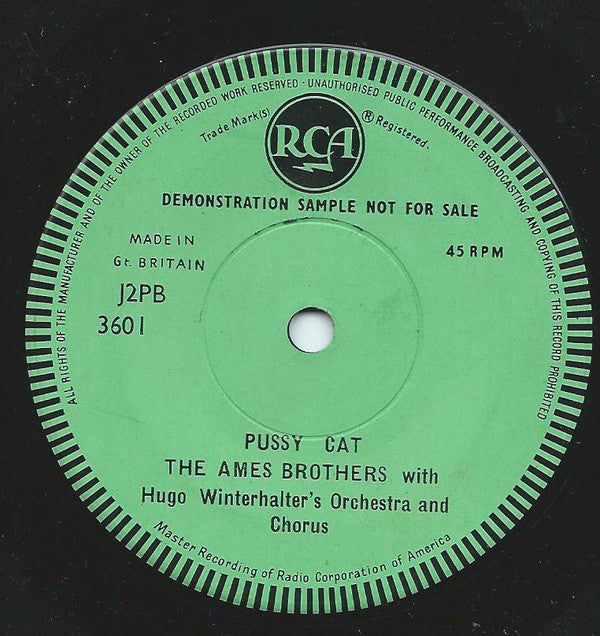 ALL RIGHTS OF THE MANUFACTURER AND OF THE OWNER OF THE RECORDED WORK RESERVED - UNAUTHORISED PUBLIC PERFORMANCE BROADCASTING AND COPYING OF THIS RECORD PROHIBITED
Trade Mark(s) ® Registered.
RCA
DEMONSTRATION SAMPLE NOT FOR SALE
MADE IN
Gt. BRITAIN
45 RPM
J2PB
3601
PUSSY CAT
THE AMES BROTHERS with
Hugo Winterhalter's Orchestra and
Chorus
Master Recording of Radio Corporation of America